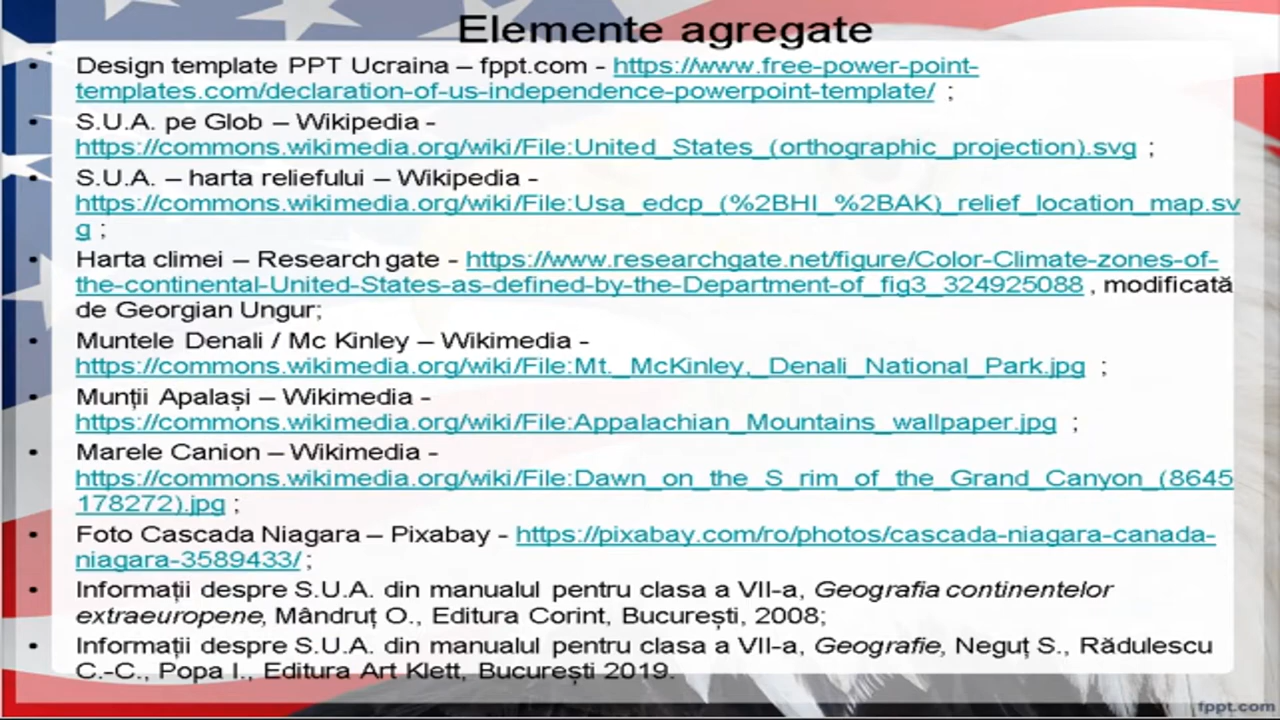 Elemente agregate
• Design template PPT Ucraina – fppt.com - https://www.free-power-point-
templates.com/declaration-of-us-independence-powerpoint-template/ ;
• S.U.A. pe Glob – Wikipedia -
https://commons.wikimedia.org/wiki/File:United_States_(orthographic_projection).svg ;
• S.U.A. – harta reliefului – Wikipedia -
https://commons.wikimedia.org/wiki/File:Usa_edcp_(%2BHI_%2BAK)_relief_location_map.sv
g ;
• Harta climei – Research gate - https://www.researchgate.net/figure/Color-Climate-zones-of-
the-continental-United-States-as-defined-by-the-Department-of_fig3_324925088 , modificată
de Georgian Ungur;
• Muntele Denali / Mc Kinley – Wikimedia -
https://commons.wikimedia.org/wiki/File:Mt._McKinley,_Denali_National_Park.jpg ;
• Munții Apalași – Wikimedia -
https://commons.wikimedia.org/wiki/File:Appalachian_Mountains_wallpaper.jpg ;
• Marele Canion – Wikimedia -
https://commons.wikimedia.org/wiki/File:Dawn_on_the_S_rim_of_the_Grand_Canyon_(8645
178272).jpg ;
• Foto Cascada Niagara – Pixabay - https://pixabay.com/ro/photos/cascada-niagara-canada-
niagara-3589433/ ;
• Informații despre S.U.A. din manualul pentru clasa a VII-a, Geografia continentelor
extraeuropene, Mândruț O., Editura Corint, București, 2008;
• Informații despre S.U.A. din manualul pentru clasa a VII-a, Geografie, Neguț S., Rădulescu
C.-C., Popa I., Editura Art Klett, București 2019.
fppt.com